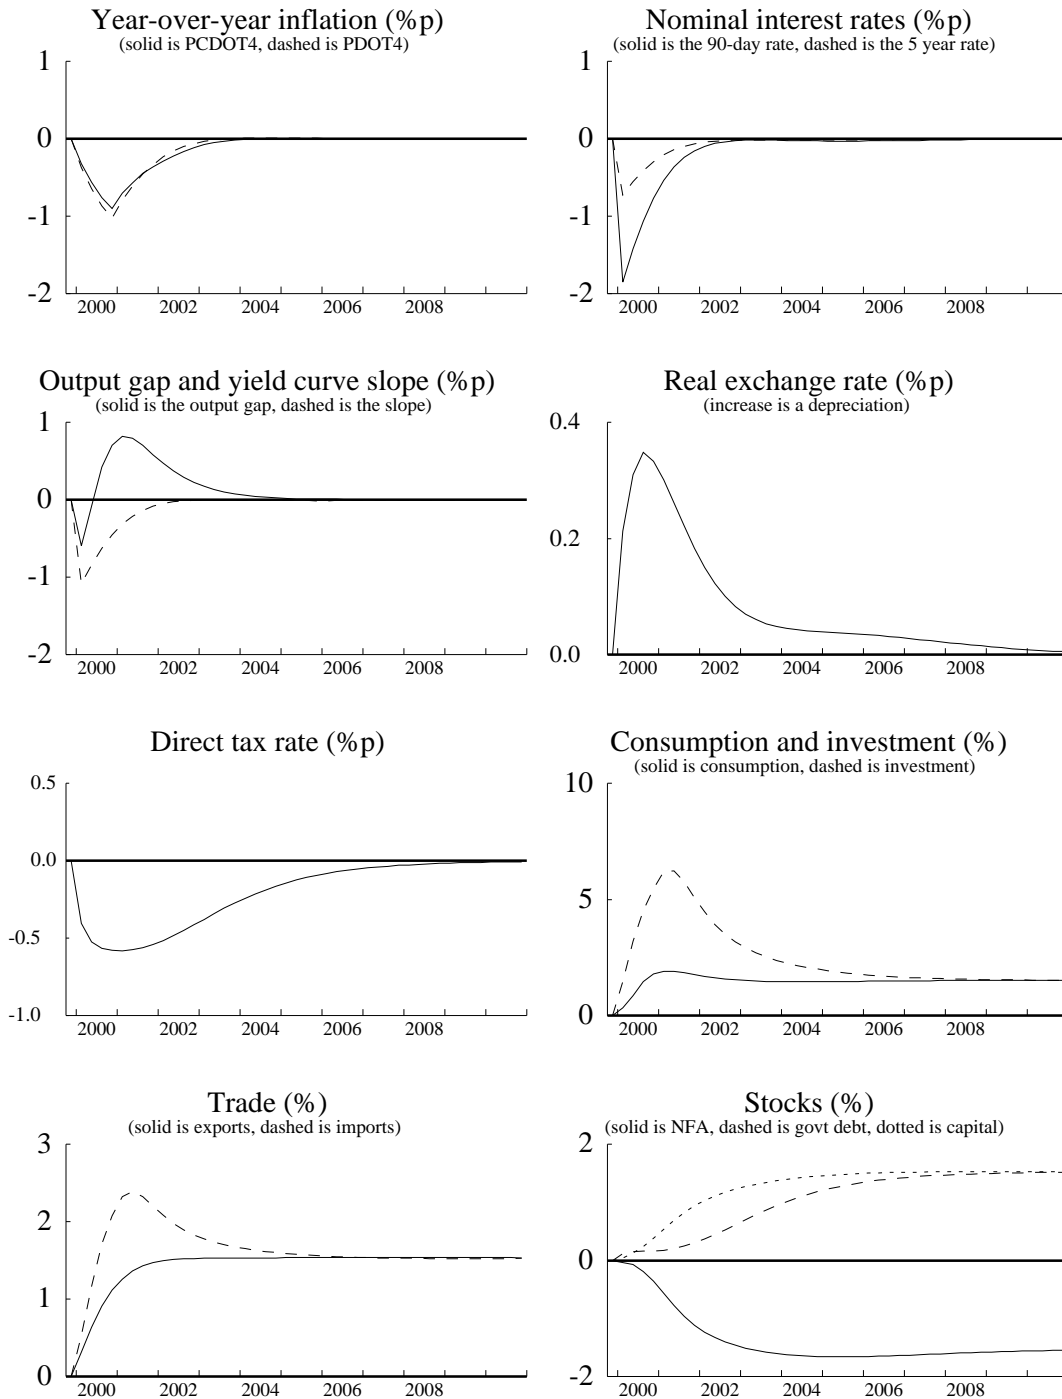 Year-over-year inflation (%p)
(solid is PCDOT4, dashed is PDOT4)
1
0
-1
-2
2000 2002 2004 2006 2008
Nominal interest rates (%p)
(solid is the 90-day rate, dashed is the 5 year rate)
1
0
-1
-2
2000 2002 2004 2006 2008
Output gap and yield curve slope (%p)
(solid is the output gap, dashed is the slope)
1
0
-1
-2
2000 2002 2004 2006 2008
Real exchange rate (%p)
(increase is a depreciation)
0.4
0.2
0.0
2000 2002 2004 2006 2008
Direct tax rate (%p)
0.5
0.0
-0.5
-1.0
2000 2002 2004 2006 2008
Consumption and investment (%)
(solid is consumption, dashed is investment)
10
5
0
2000 2002 2004 2006 2008
Trade (%)
(solid is exports, dashed is imports)
3
2
1
0
2000 2002 2004 2006 2008
Stocks (%)
(solid is NFA, dashed is govt debt, dotted is capital)
2
0
-2
2000 2002 2004 2006 2008